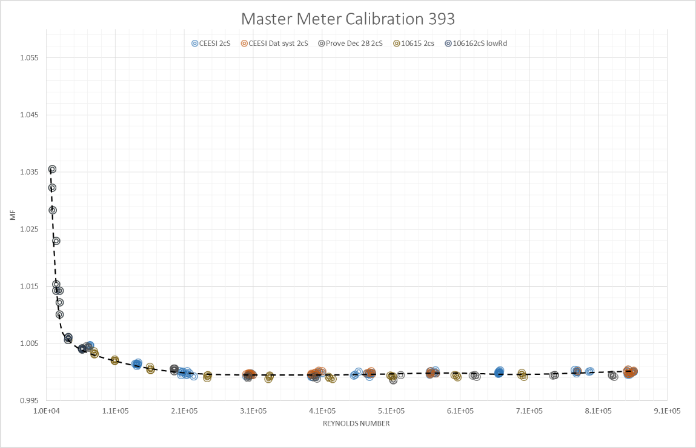 Master Meter Calibration 393
CEESI 2cS CEESI Dat syst 2cS Prove Dec 28 2cS 10615 2cs 106162cS lowRd
1.055
1.045
1.035
1.025
1.015
1.005
0.995
MF
1.0E+04 1.1E+05 2.1E+05 3.1E+05 4.1E+05 5.1E+05 6.1E+05 7.1E+05 8.1E+05 9.1E+05
REYNOLDS NUMBER